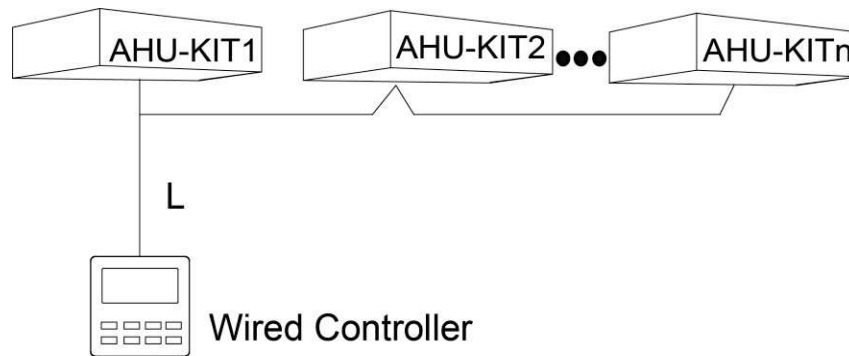 AHU-KIT1
AHU-KIT2
AHU-KITn
L
Wired Controller